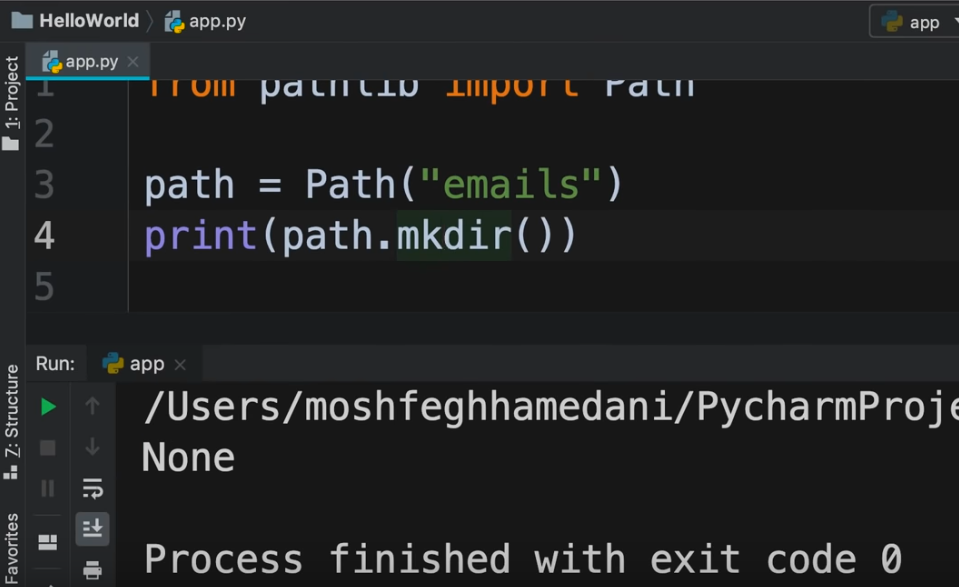 HelloWorld
app.py
app
app.py
1: Project
1 from pathlib import Path
2
3 path = Path("emails")
4 print(path.mkdir())
5
Run:
app
7: Structure
Favorites
/Users/moshfeghhamedani/PycharmProje
None
Process finished with exit code 0